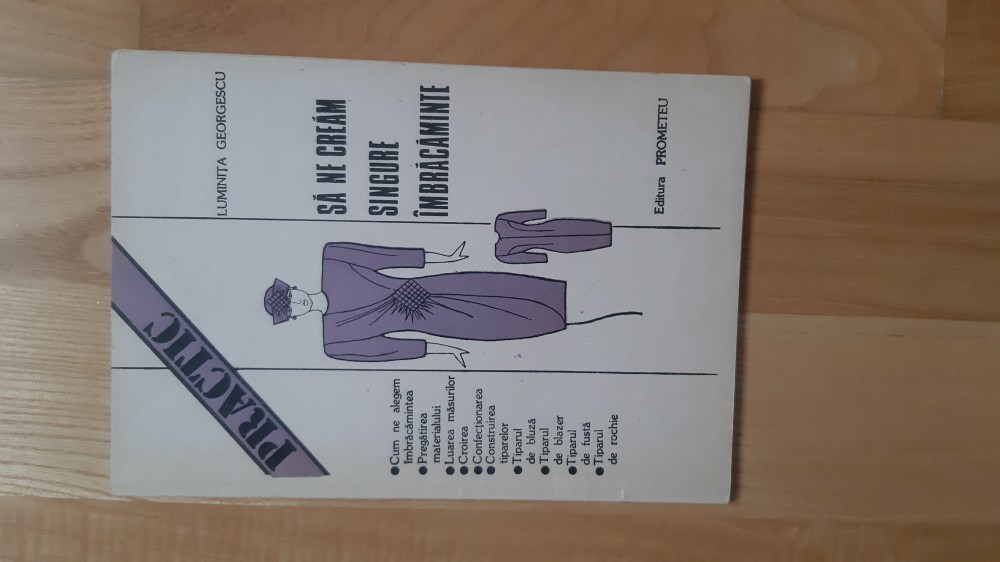 PRACTIC
LUMINIȚA GEORGESCU
SĂ NE CREĂM
SINGURE
ÎMBRĂCĂMINTE
● Cum ne alegem
îmbrăcămintea
● Pregătirea
materialului
● Luarea măsurilor
● Croirea
● Confecționarea
● Construirea
tiparelor
● Tiparul
de bluză
● Tiparul
de blazer
● Tiparul
de fustă
● Tiparul
de rochie
Editura PROMETEU